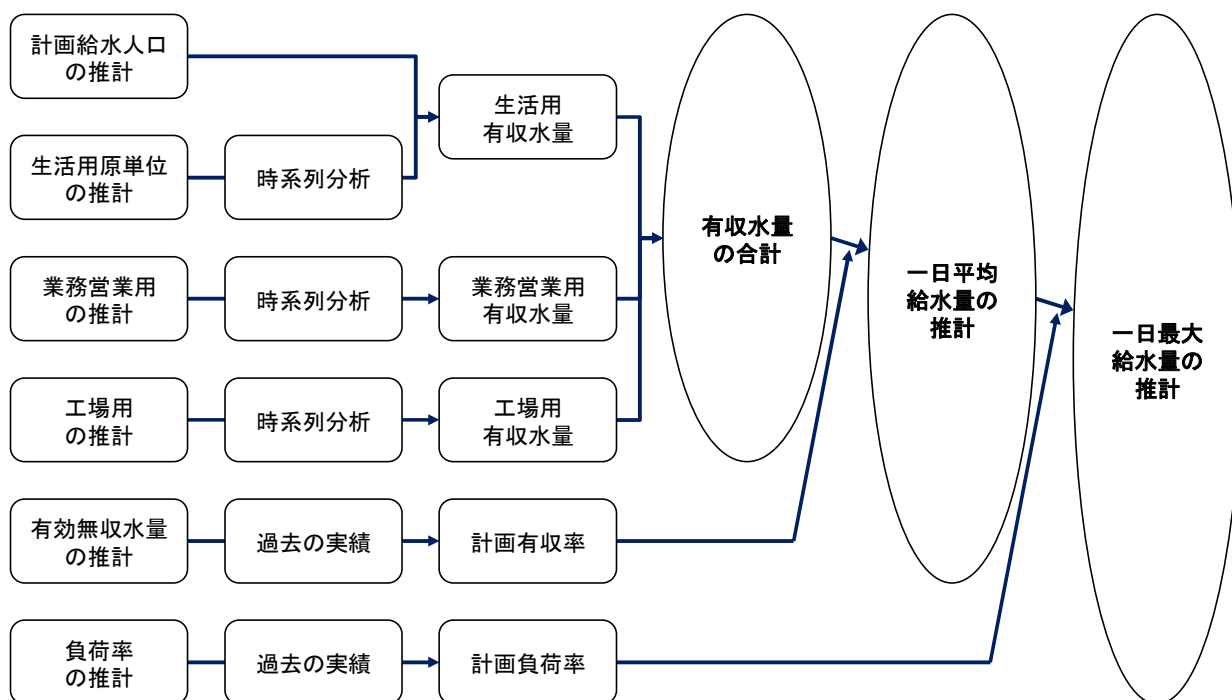 計画給水人口
の推計
生活用
有収水量
生活用原単位
の推計
時系列分析
業務営業用
の推計
時系列分析
業務営業用
有収水量
工場用
の推計
時系列分析
工場用
有収水量
有効無収水量
の推計
過去の実績
計画有収率
負荷率
の推計
過去の実績
計画負荷率
有収水量
の合計
一日平均
給水量の
推計
一日最大
給水量の
推計